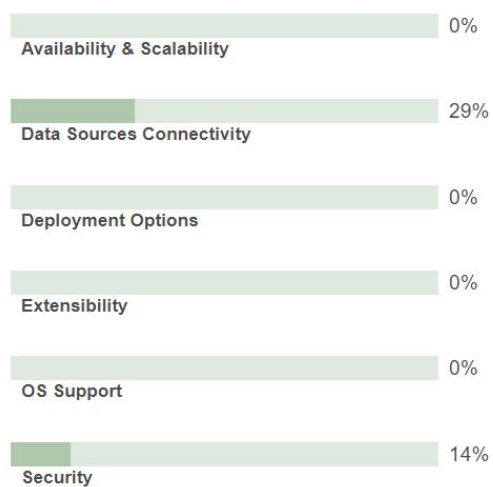 0%
Availability & Scalability
29%
Data Sources Connectivity
0%
Deployment Options
0%
Extensibility
0%
OS Support
14%
Security